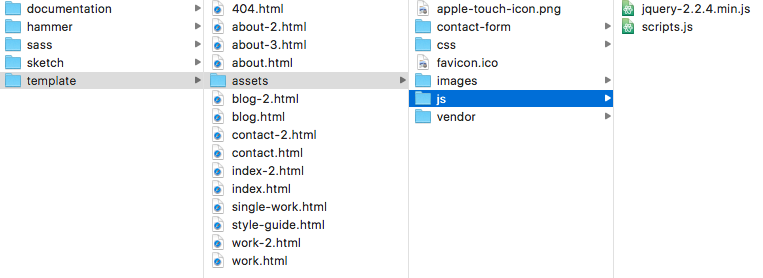 documentation
hammer
sass
sketch
template
404.html
about-2.html
about-3.html
about.html
assets
blog-2.html
blog.html
contact-2.html
contact.html
index-2.html
index.html
single-work.html
style-guide.html
work-2.html
work.html
apple-touch-icon.png
contact-form
css
favicon.ico
images
js
vendor
jquery-2.2.4.min.js
scripts.js